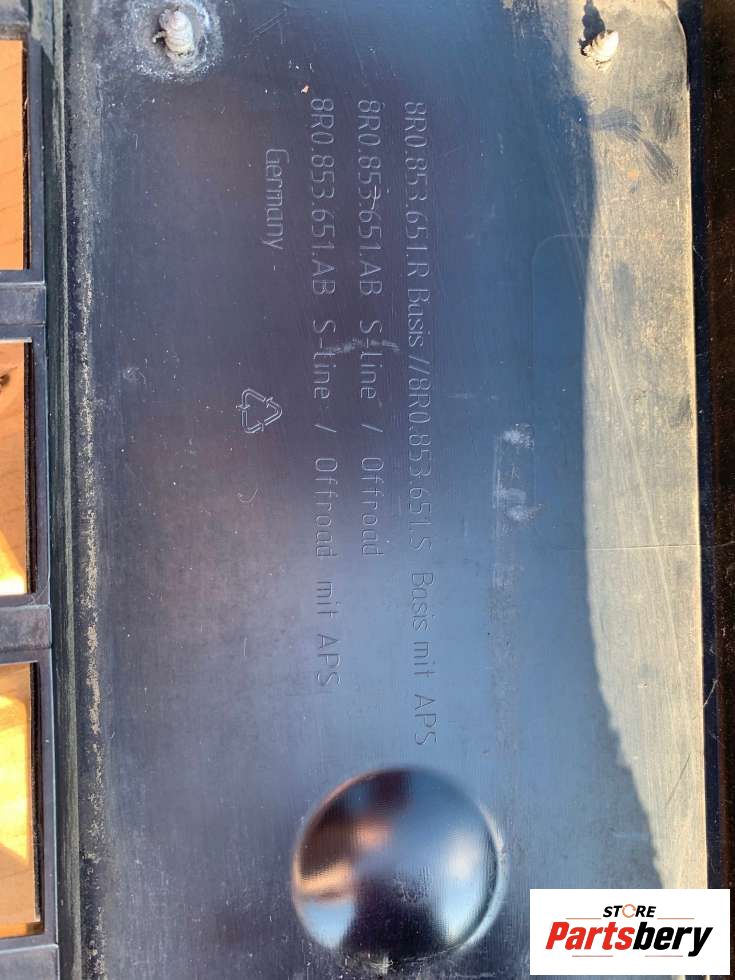 8R0.853.651.R Basis //8R0.853.651.S Basis mit APS
8R0.853.651.AB S-line / Offroad
8R0.853.651.AB S-line / Offroad mit APS
Germany
STORE
Partsbery